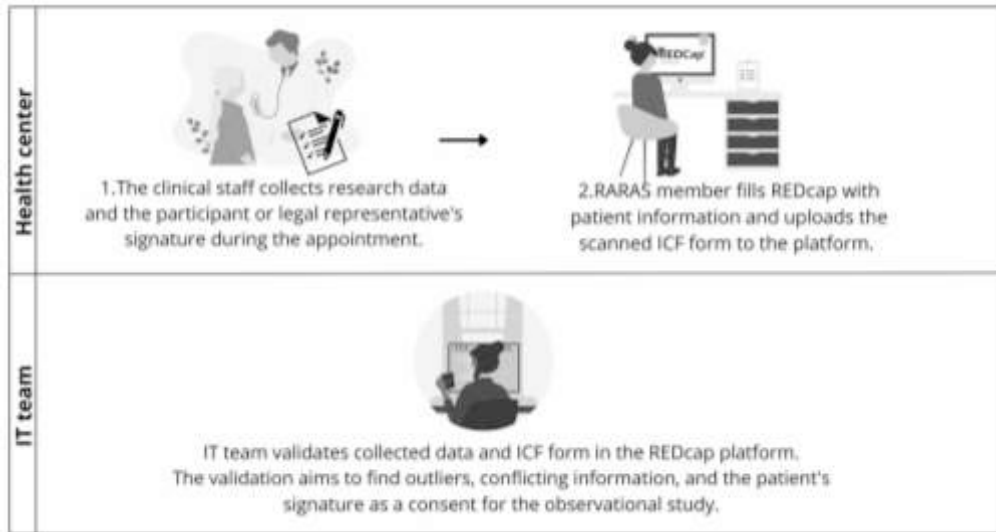 Health center
REDCap
1.The clinical staff collects research data
and the participant or legal representative's
signature during the appointment.
2.RARAS member fills REDcap with
patient information and uploads the
scanned ICF form to the platform.
IT team
IT team validates collected data and ICF form in the REDcap platform.
The validation aims to find outliers, conflicting information, and the patient's
signature as a consent for the observational study.